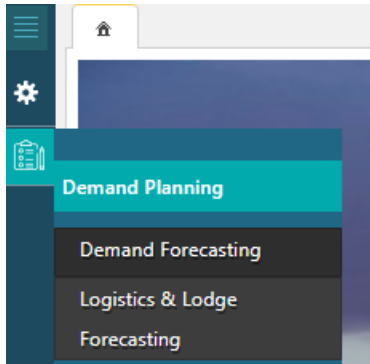 Demand Planning
Demand Forecasting
Logistics & Lodge
Forecasting